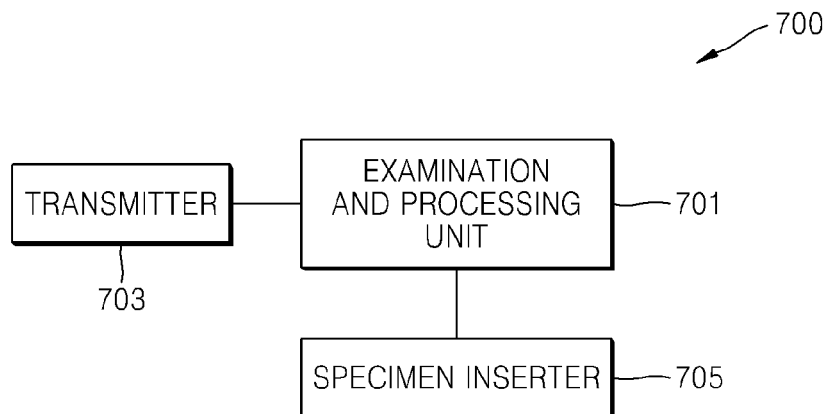 700
TRANSMITTER
703
EXAMINATION
AND PROCESSING
UNIT
701
SPECIMEN INSERTER
705